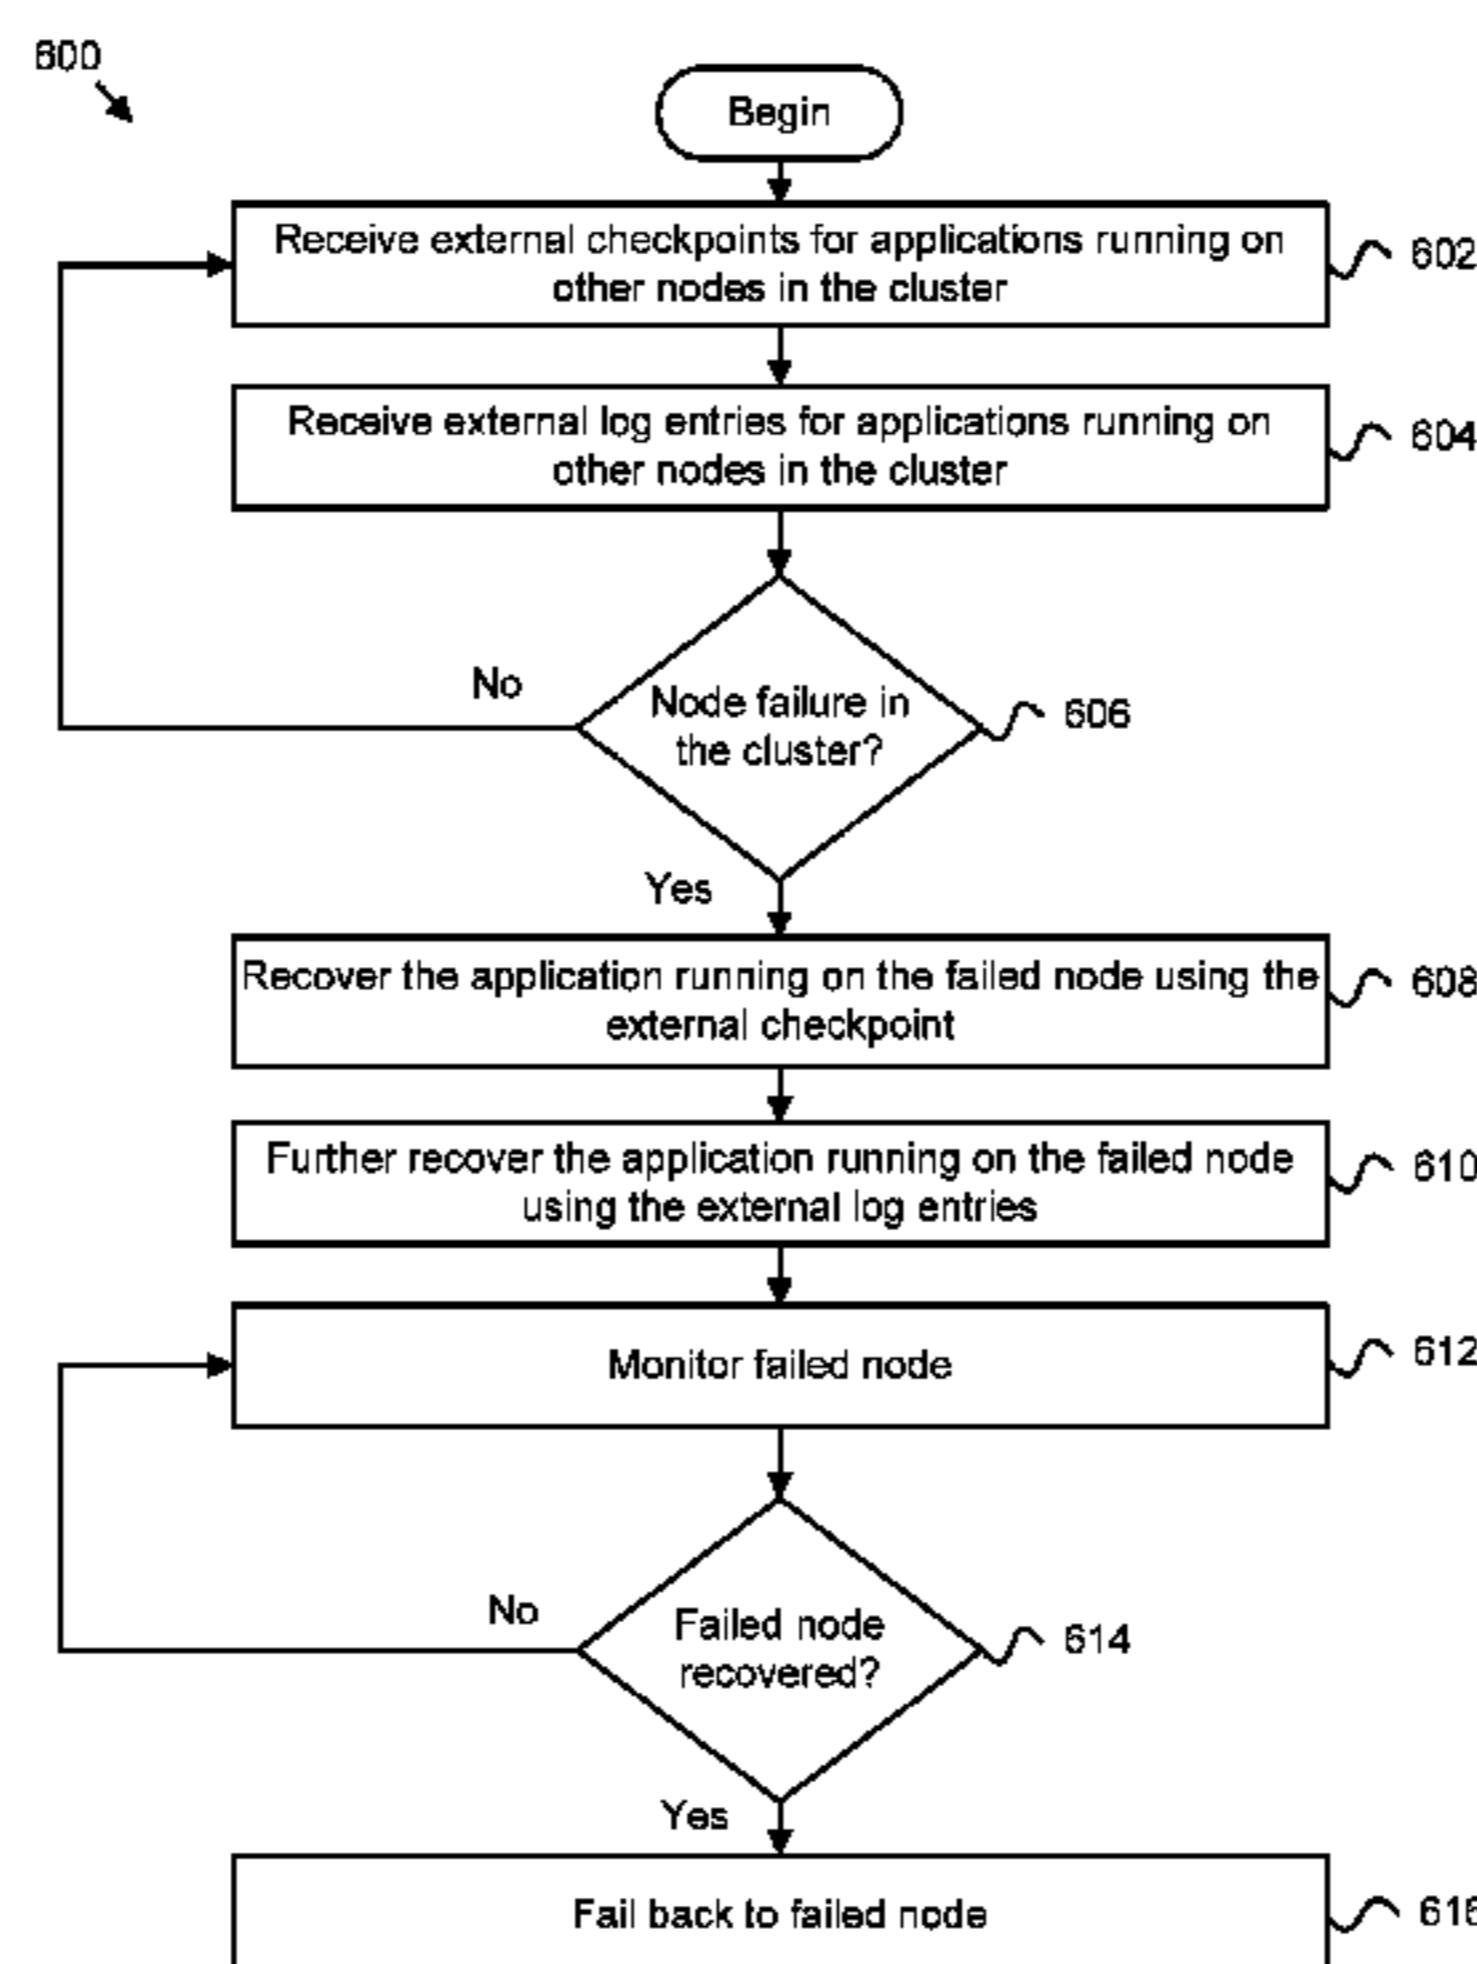 600
Begin
Receive external checkpoints for applications running on
other nodes in the cluster
602
Receive external log entries for applications running on
other nodes in the cluster
604
No
Node failure in
the cluster?
606
Yes
Recover the application running on the failed node using the
external checkpoint
608
Further recover the application running on the failed node
using the external log entries
610
Monitor failed node
612
No
Failed node
recovered?
614
Yes
Fail back to failed node
616